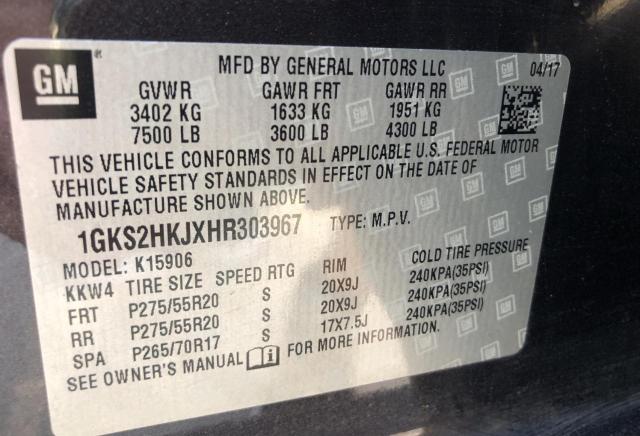 GM
MFD BY GENERAL MOTORS LLC 04/17
GVWR GAWR FRT GAWR RR
3402 KG 1633 KG 1951 KG
7500 LB 3600 LB 4300 LB
THIS VEHICLE CONFORMS TO ALL APPLICABLE U.S. FEDERAL MOTOR
VEHICLE SAFETY STANDARDS IN EFFECT ON THE DATE OF
MANUFACTURE SHOWN ABOVE.
1GKS2HKJXHR303967 TYPE: M.P.V.
MODEL: K15906
KKW4 TIRE SIZE SPEED RTG RIM COLD TIRE PRESSURE
FRT P275/55R20 S 20X9J 240KPA(35PSI)
RR P275/55R20 S 20X9J 240KPA(35PSI)
SPA P265/70R17 S 17X7.5J 240KPA(35PSI)
SEE OWNER'S MANUAL FOR MORE INFORMATION.